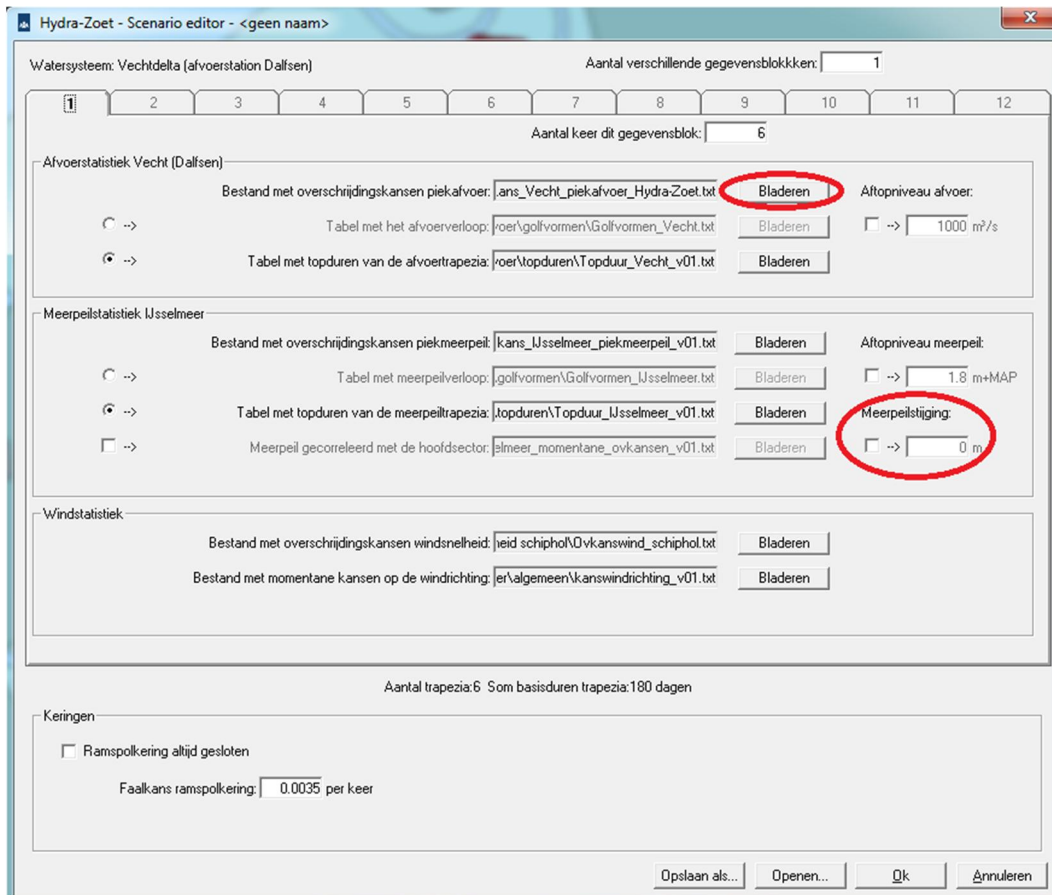 Hydra-Zoet - Scenario editor - <geen naam>
Watersysteem: Vechtdelta (afvoerstation Dalfsen)
Aantal verschillende gegevensblokkken: 1
1 2 3 4 5 6 7 8 9 10 11 12
Aantal keer dit gegevensblok: 6
Afvoerstatistiek Vecht (Dalfsen)
Bestand met overschrijdingskansen piekafvoer: .ans_Vecht_piekafvoer_Hydra-Zoet.txt Bladeren Aftopniveau afvoer:
--> Tabel met het afvoerverloop: voer\golfvormen\Golfvormen_Vecht.txt Bladeren --> 1000 m³/s
--> Tabel met topduren van de afvoertrapezia: voer\topduren\Topduur_Vecht_v01.txt Bladeren
Meerpeilstatistiek IJsselmeer
Bestand met overschrijdingskansen piekmeerpeil: kans_IJsselmeer_piekmeerpeil_v01.txt Bladeren Aftopniveau meerpeil:
--> Tabel met meerpeilverloop: .golfvormen\Golfvormen_IJsselmeer.txt Bladeren --> 1.8 m+MAP
--> Tabel met topduren van de meerpeiltrapezia: .topduren\Topduur_IJsselmeer_v01.txt Bladeren Meerpeilstijging:
--> Meerpeil gecorreleerd met de hoofdsector: elmeer_momentane_ovkansen_v01.txt Bladeren --> 0 m
Windstatistiek
Bestand met overschrijdingskansen windsnelheid: heid schiphol\Ovkanswind_schiphol.txt Bladeren
Bestand met momentane kansen op de windrichting: er\algemeen\kanswindrichting_v01.txt Bladeren
Aantal trapezia:6 Som basisduren trapezia:180 dagen
Keringen
Ramspolkering altijd gesloten
Faalkans ramspolkering: 0.0035 per keer
Opslaan als... Openen... Ok Annuleren